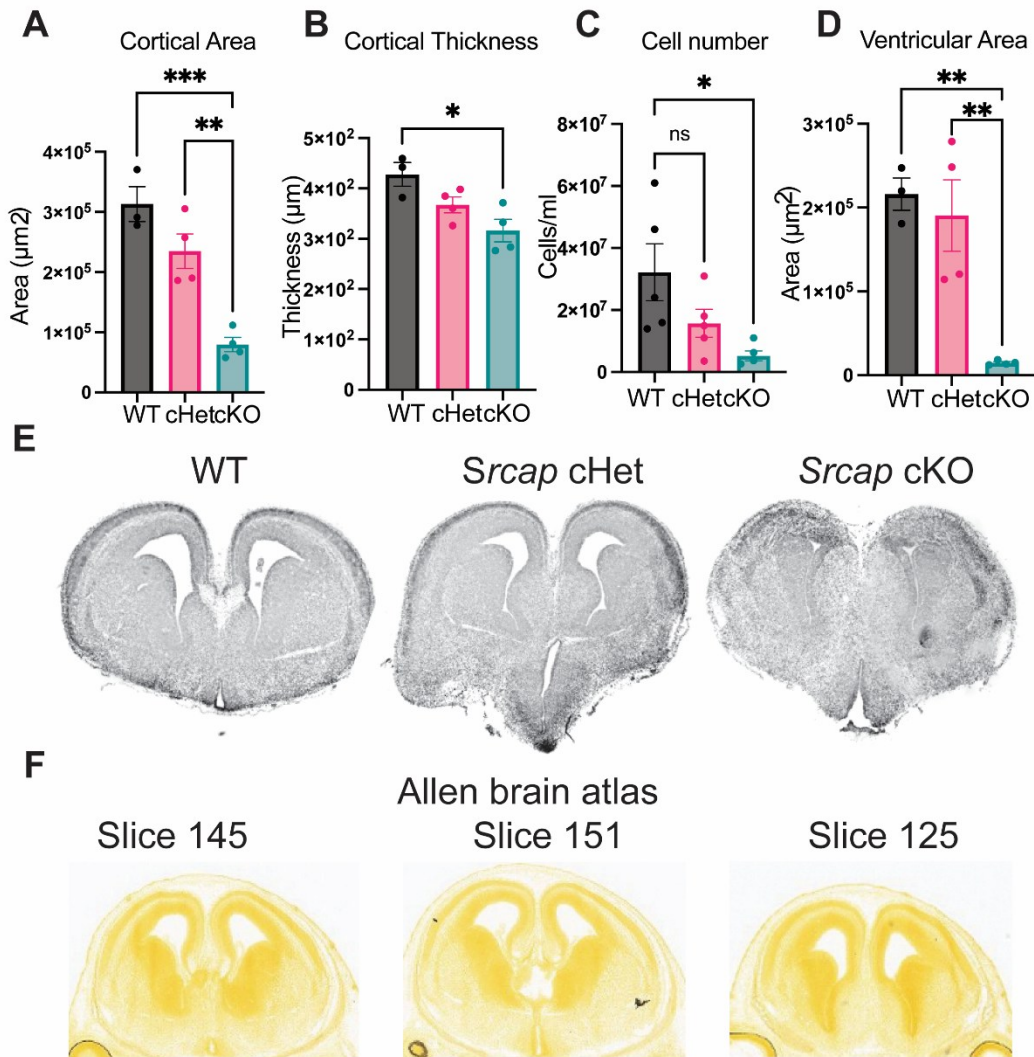 A
Cortical Area
***
**
4×10⁵
3×10⁵
2×10⁵
1×10⁵
0
Area (μm2)
WT cHetcKO
B
Cortical Thickness
*
5×10²
4×10²
3×10²
2×10²
0
Thickness (μm)
WT cHetcKO
C
Cell number
*
ns
8×10⁷
6×10⁷
4×10⁷
2×10⁷
0
Cells/ml
WT cHetcKO
D
Ventricular Area
**
**
3×10⁵
2×10⁵
1×10⁵
0
Area (μm²)
WT cHetcKO
E
WT
Srcap cHet
Srcap cKO
F
Allen brain atlas
Slice 145
Slice 151
Slice 125